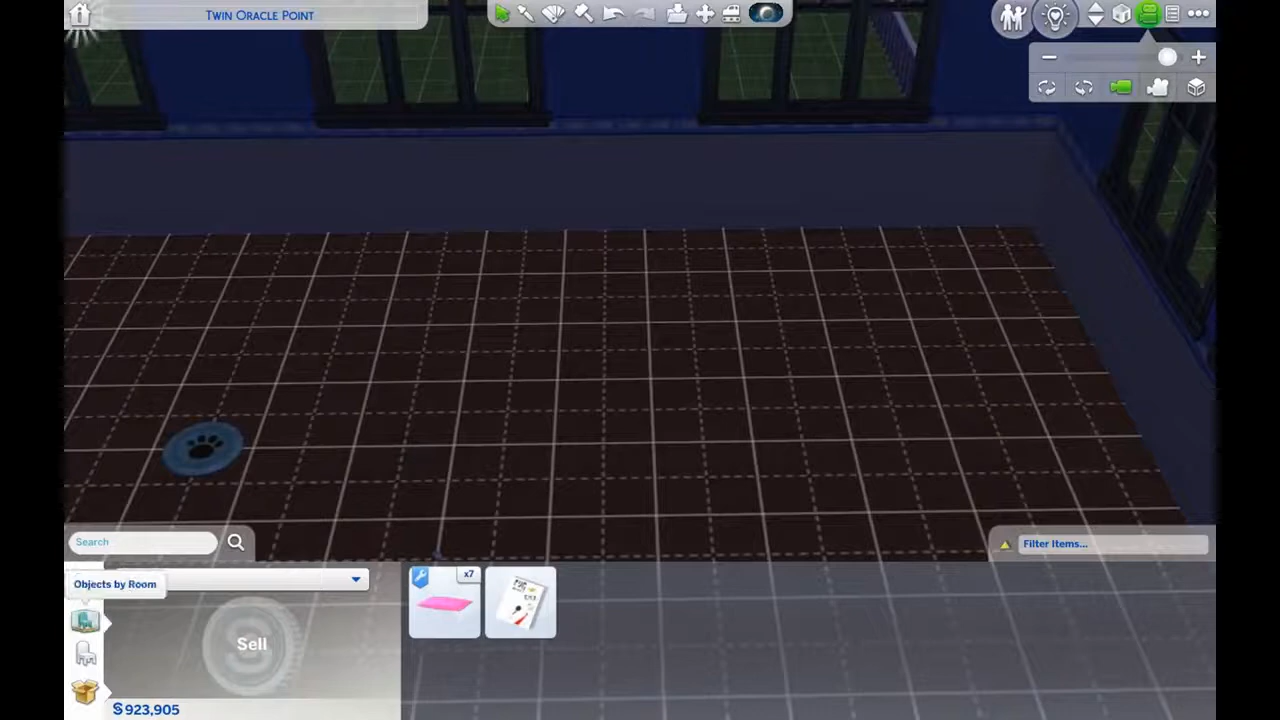 Twin Oracle Point
Search
Filter Items...
Objects by Room
x7
Sell
§923,905